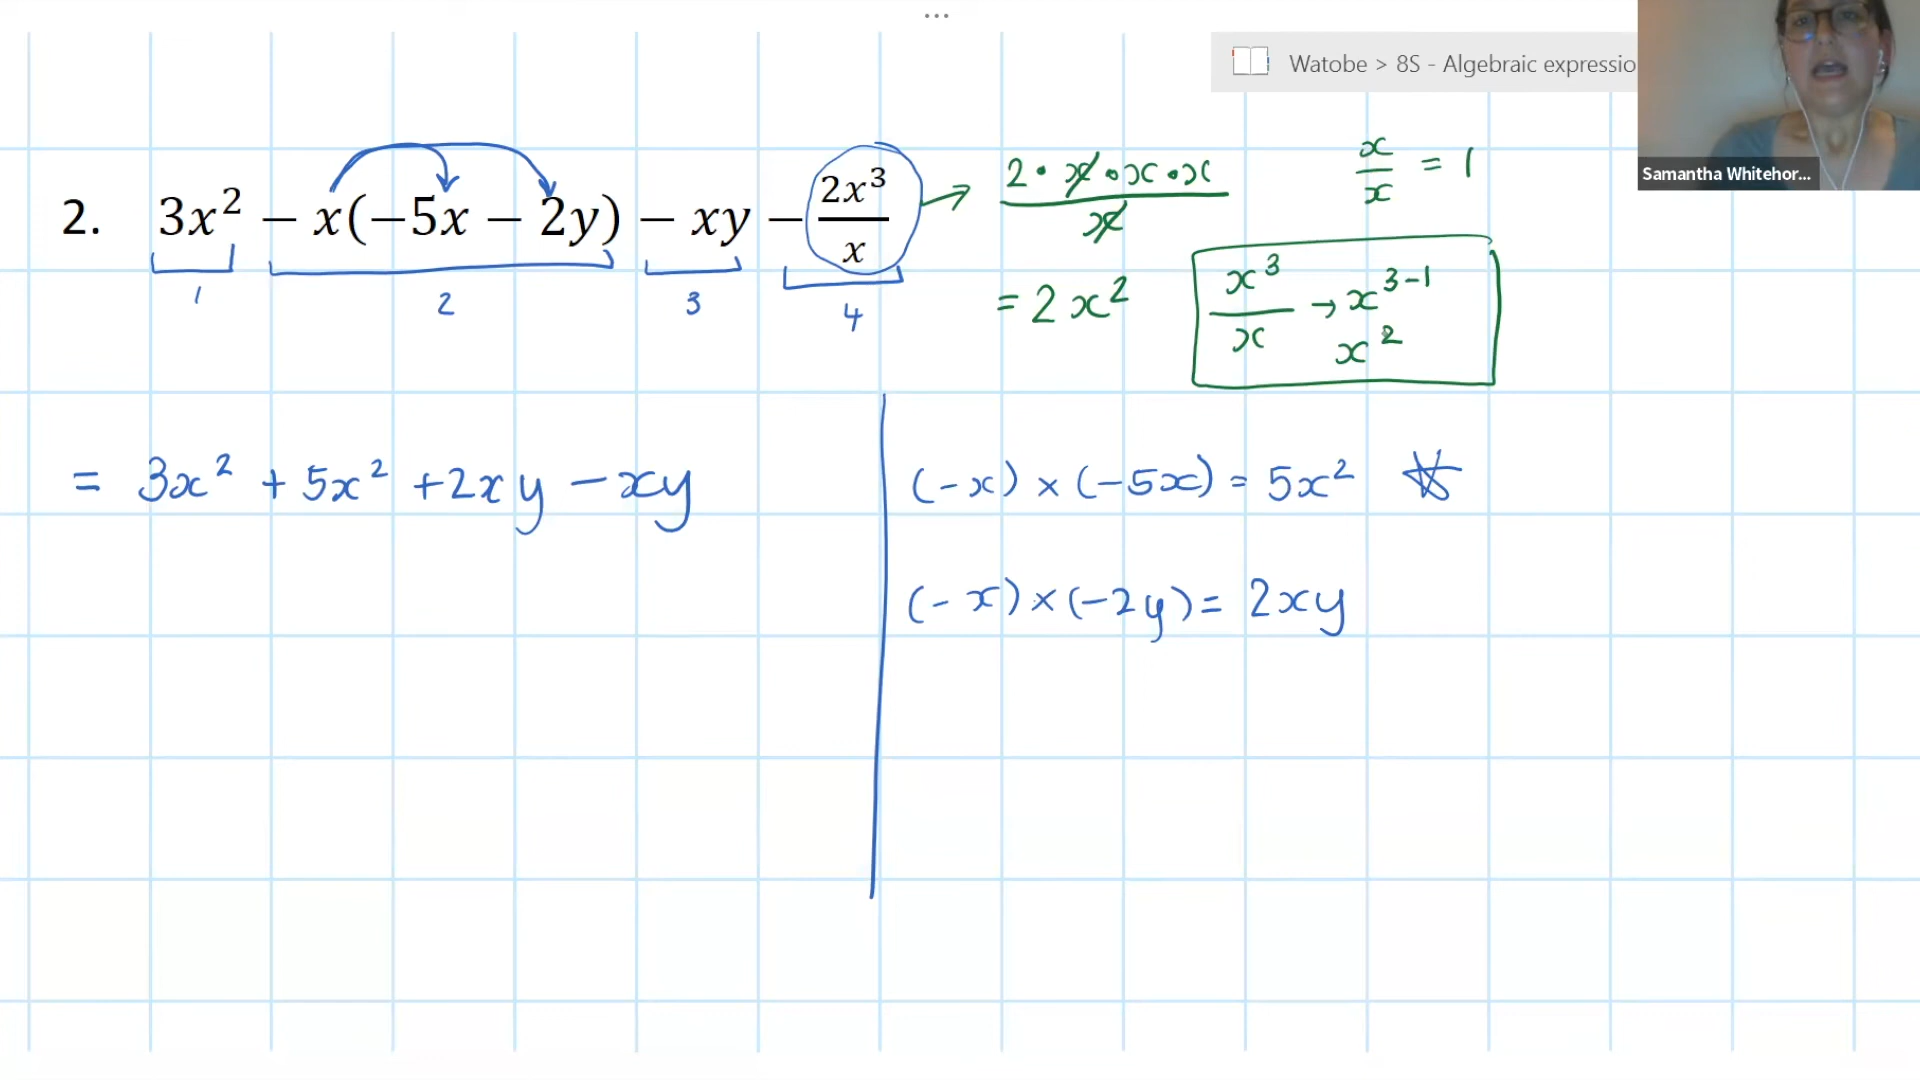 ...
Watobe > 8S - Algebraic expressio
Samantha Whitehor...
2. 3x² − x(−5x − 2y) − xy − 2x³/x
1 2 3 4
2 · x · x · x / x
= 2x²
x/x = 1
x³/x → x³⁻¹
x²
= 3x² + 5x² + 2xy − xy
(-x) × (-5x) = 5x²
(-x) × (-2y) = 2xy